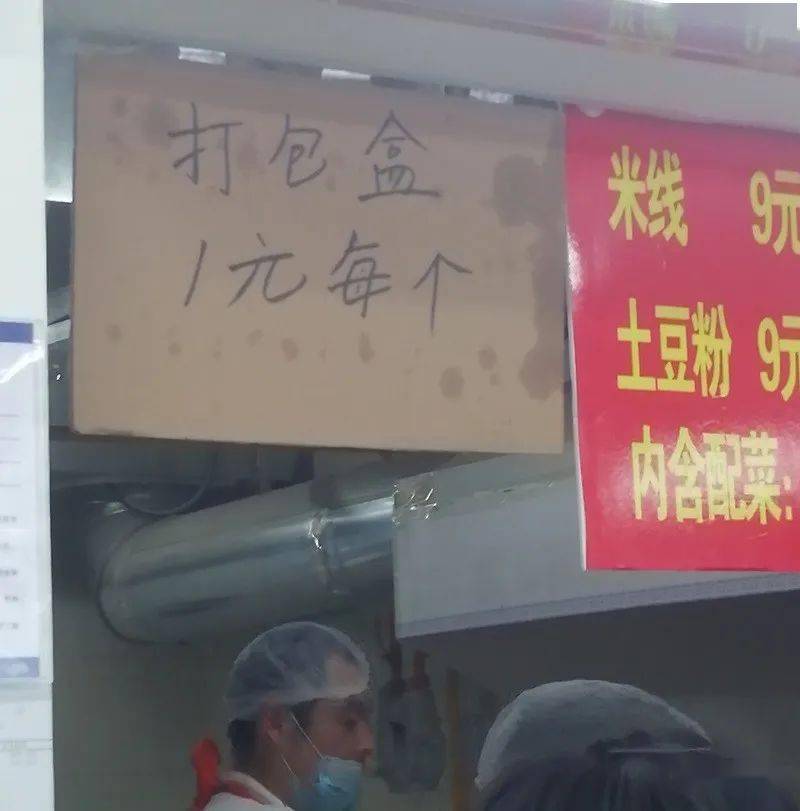 打包盒
1元每个
米线 9元
土豆粉 9元
内含配菜: